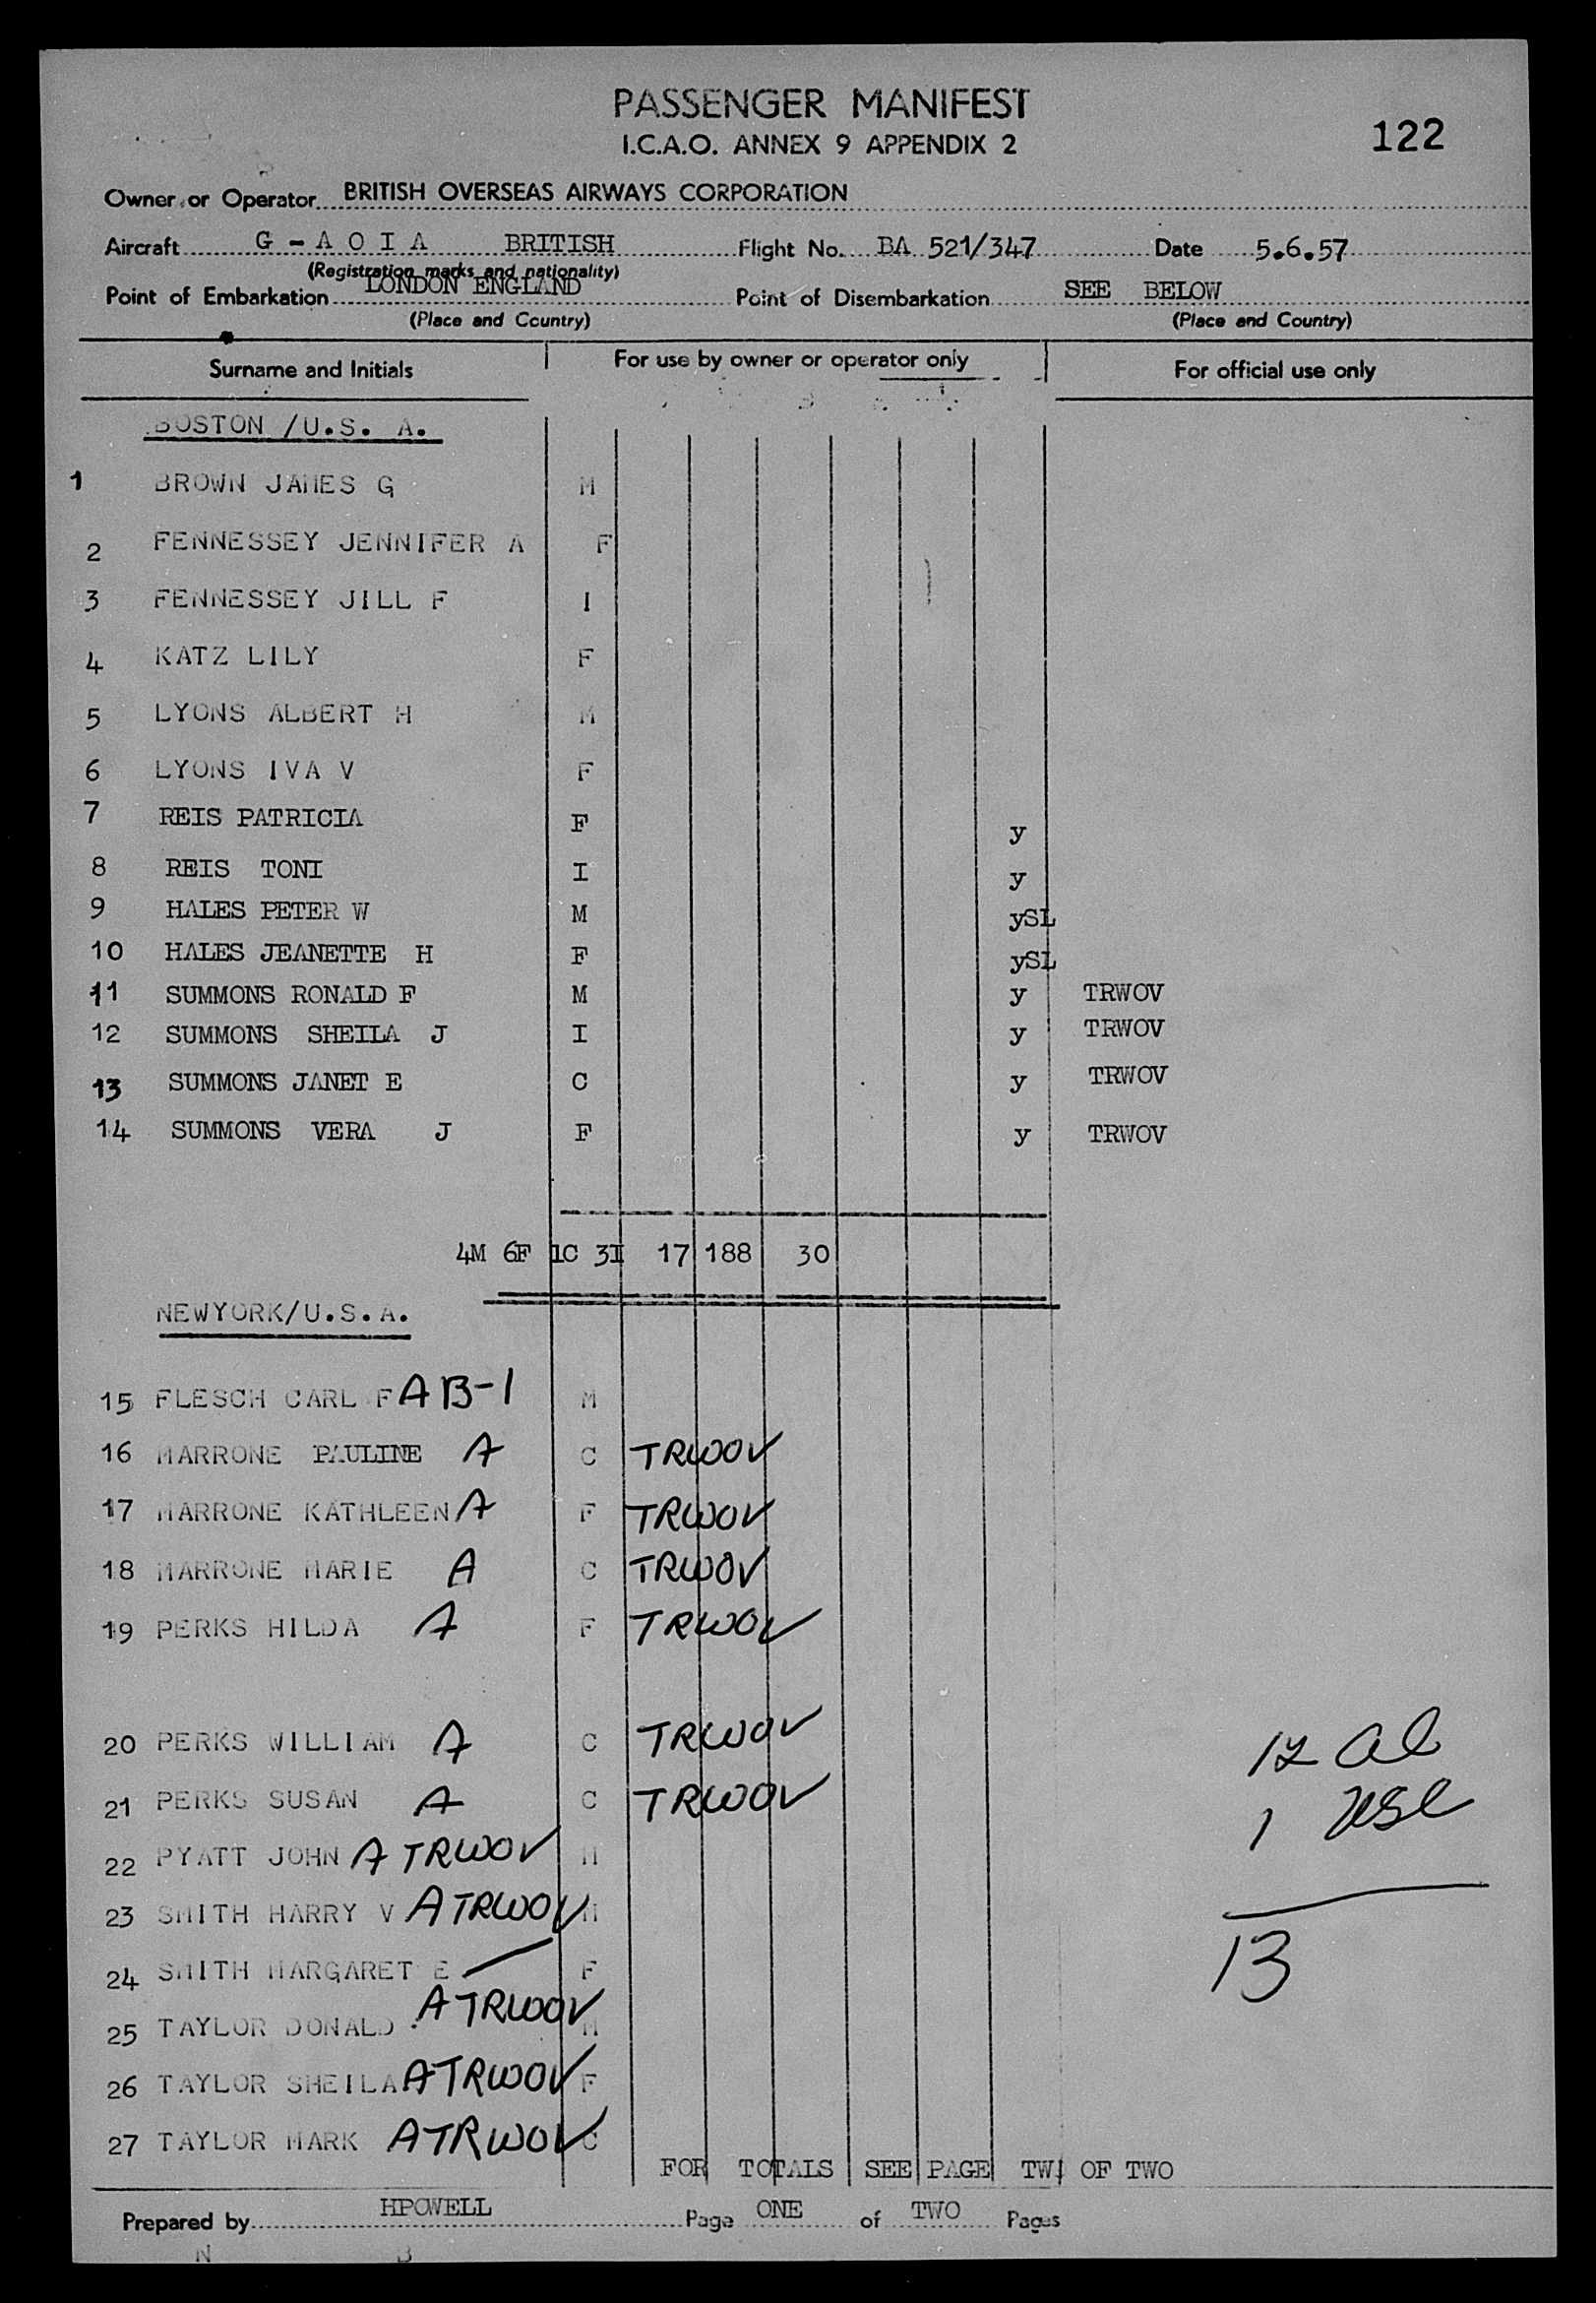 PASSENGER MANIFEST
I.C.A.O. ANNEX 9 APPENDIX 2
122
Owner or Operator BRITISH OVERSEAS AIRWAYS CORPORATION
Aircraft G - A O I A BRITISH Flight No. BA 521/347 Date 5.6.57
(Registration marks and nationality)
Point of Embarkation LONDON ENGLAND Point of Disembarkation SEE BELOW
(Place and Country) (Place and Country)
Surname and Initials For use by owner or operator only For official use only
BOSTON /U.S. A.
1 BROWN JAMES G M
2 FENNESSEY JENNIFER A F
3 FENNESSEY JILL F I
4 KATZ LILY F
5 LYONS ALBERT H M
6 LYONS IVA V F
7 REIS PATRICIA F y
8 REIS TONI I y
9 HALES PETER W M ySL
10 HALES JEANETTE H F ySL
11 SUMMONS RONALD F M y TRWOV
12 SUMMONS SHEILA J I y TRWOV
13 SUMMONS JANET E C y TRWOV
14 SUMMONS VERA J F y TRWOV
4M 6F 1C 3I 17 188 30
NEWYORK/U.S.A.
15 FLESCH CARL F A B-1 M
16 MARRONE PAULINE A C TRWOV
17 MARRONE KATHLEEN A F TRWOV
18 MARRONE MARIE A C TRWOV
19 PERKS HILDA A F TRWOV
20 PERKS WILLIAM A C TRWOV
21 PERKS SUSAN A C TRWOV
22 PYATT JOHN A TRWOV M
23 SMITH HARRY V A TRWOV M
24 SMITH MARGARET E F
25 TAYLOR DONALD A TRWOV M
26 TAYLOR SHEILA A TRWOV F
27 TAYLOR MARK A TRWOV C
12 al
1 usc
13
FOR TOTALS SEE PAGE TW OF TWO
Prepared by HPOWELL Page ONE of TWO Pages
N B